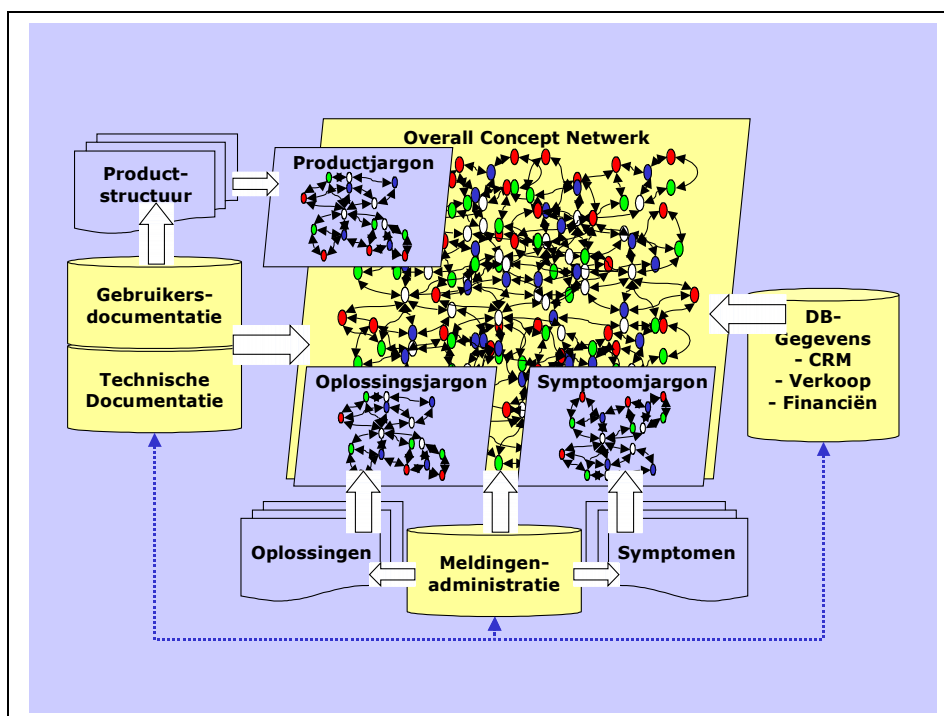 Overall Concept Netwerk
Productjargon
Product-
structuur
Gebruikers-
documentatie
Technische
Documentatie
DB-
Gegevens
- CRM
- Verkoop
- Financiën
Oplossingsjargon
Symptoomjargon
Oplossingen
Meldingen-
administratie
Symptomen